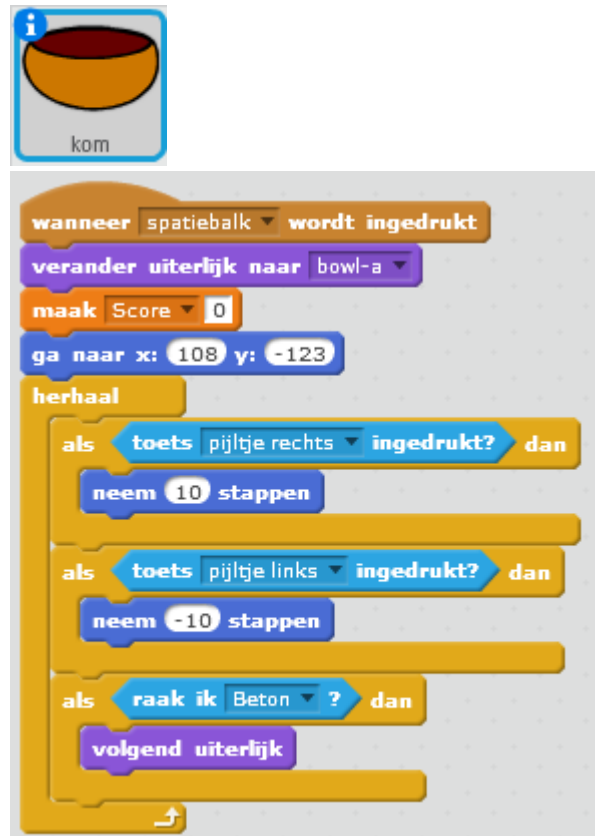 i
kom
wanneer spatiebalk wordt ingedrukt
verander uiterlijk naar bowl-a
maak Score 0
ga naar x: 108 y: -123
herhaal
als toets pijltje rechts ingedrukt? dan
neem 10 stappen
als toets pijltje links ingedrukt? dan
neem -10 stappen
als raak ik Beton ? dan
volgend uiterlijk